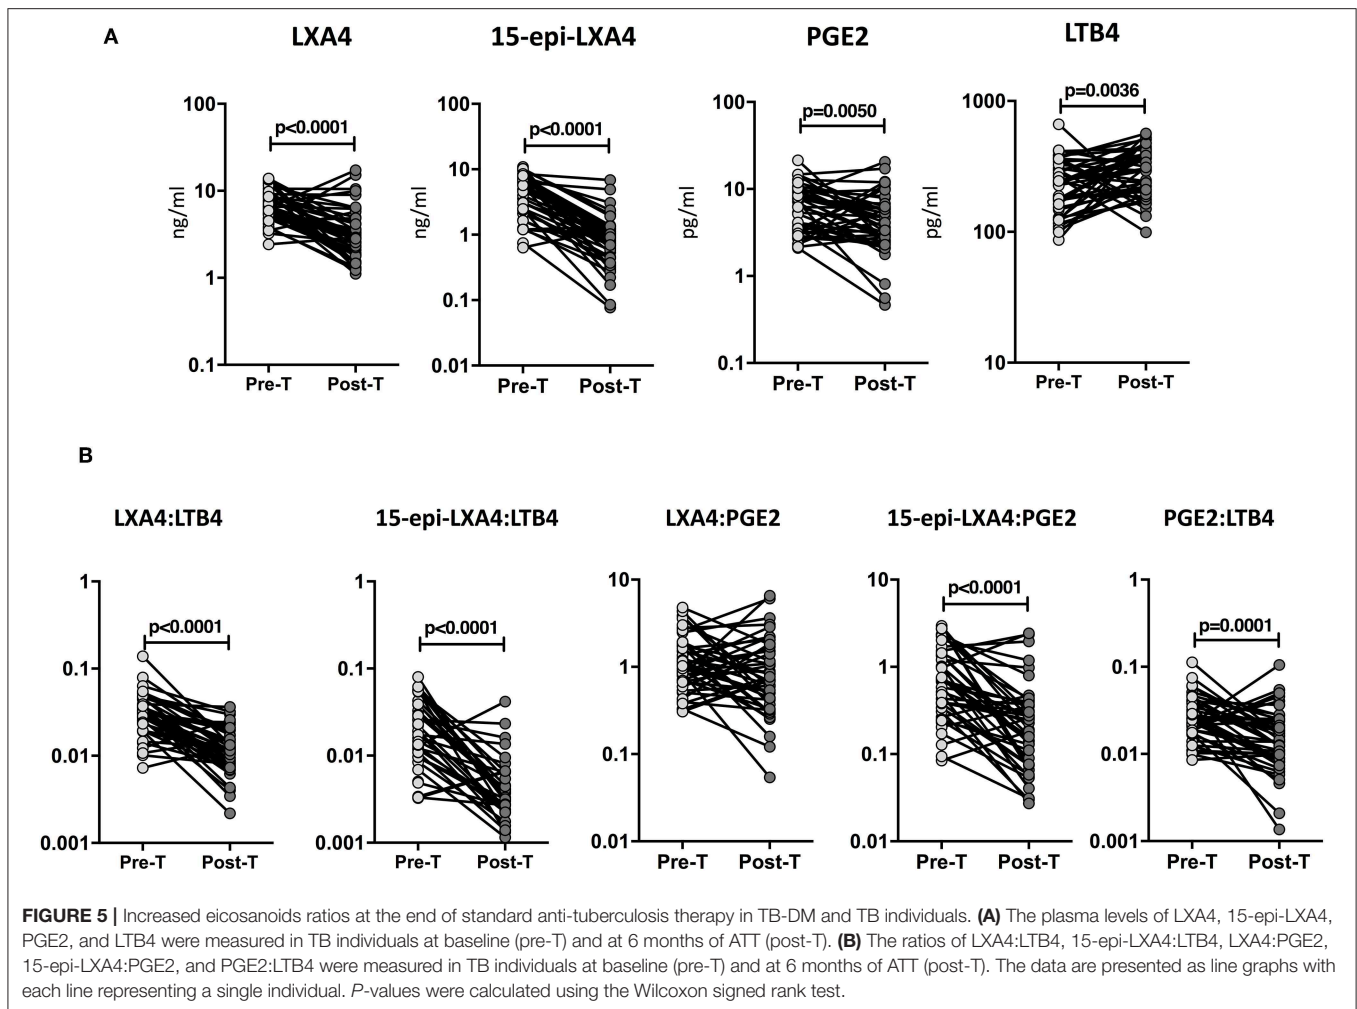 A
LXA4
15-epi-LXA4
PGE2
LTB4
ng/ml
100
10
1
0.1
p<0.0001
Pre-T
Post-T
ng/ml
100
10
1
0.1
0.01
p<0.0001
Pre-T
Post-T
pg/ml
100
10
1
0.1
p=0.0050
Pre-T
Post-T
pg/ml
1000
100
10
p=0.0036
Pre-T
Post-T
B
LXA4:LTB4
15-epi-LXA4:LTB4
LXA4:PGE2
15-epi-LXA4:PGE2
PGE2:LTB4
1
0.1
0.01
0.001
p<0.0001
Pre-T
Post-T
1
0.1
0.01
0.001
p<0.0001
Pre-T
Post-T
10
1
0.1
0.01
Pre-T
Post-T
10
1
0.1
0.01
p<0.0001
Pre-T
Post-T
1
0.1
0.01
0.001
p=0.0001
Pre-T
Post-T
FIGURE 5 | Increased eicosanoids ratios at the end of standard anti-tuberculosis therapy in TB-DM and TB individuals. (A) The plasma levels of LXA4, 15-epi-LXA4,
PGE2, and LTB4 were measured in TB individuals at baseline (pre-T) and at 6 months of ATT (post-T). (B) The ratios of LXA4:LTB4, 15-epi-LXA4:LTB4, LXA4:PGE2,
15-epi-LXA4:PGE2, and PGE2:LTB4 were measured in TB individuals at baseline (pre-T) and at 6 months of ATT (post-T). The data are presented as line graphs with
each line representing a single individual. P-values were calculated using the Wilcoxon signed rank test.